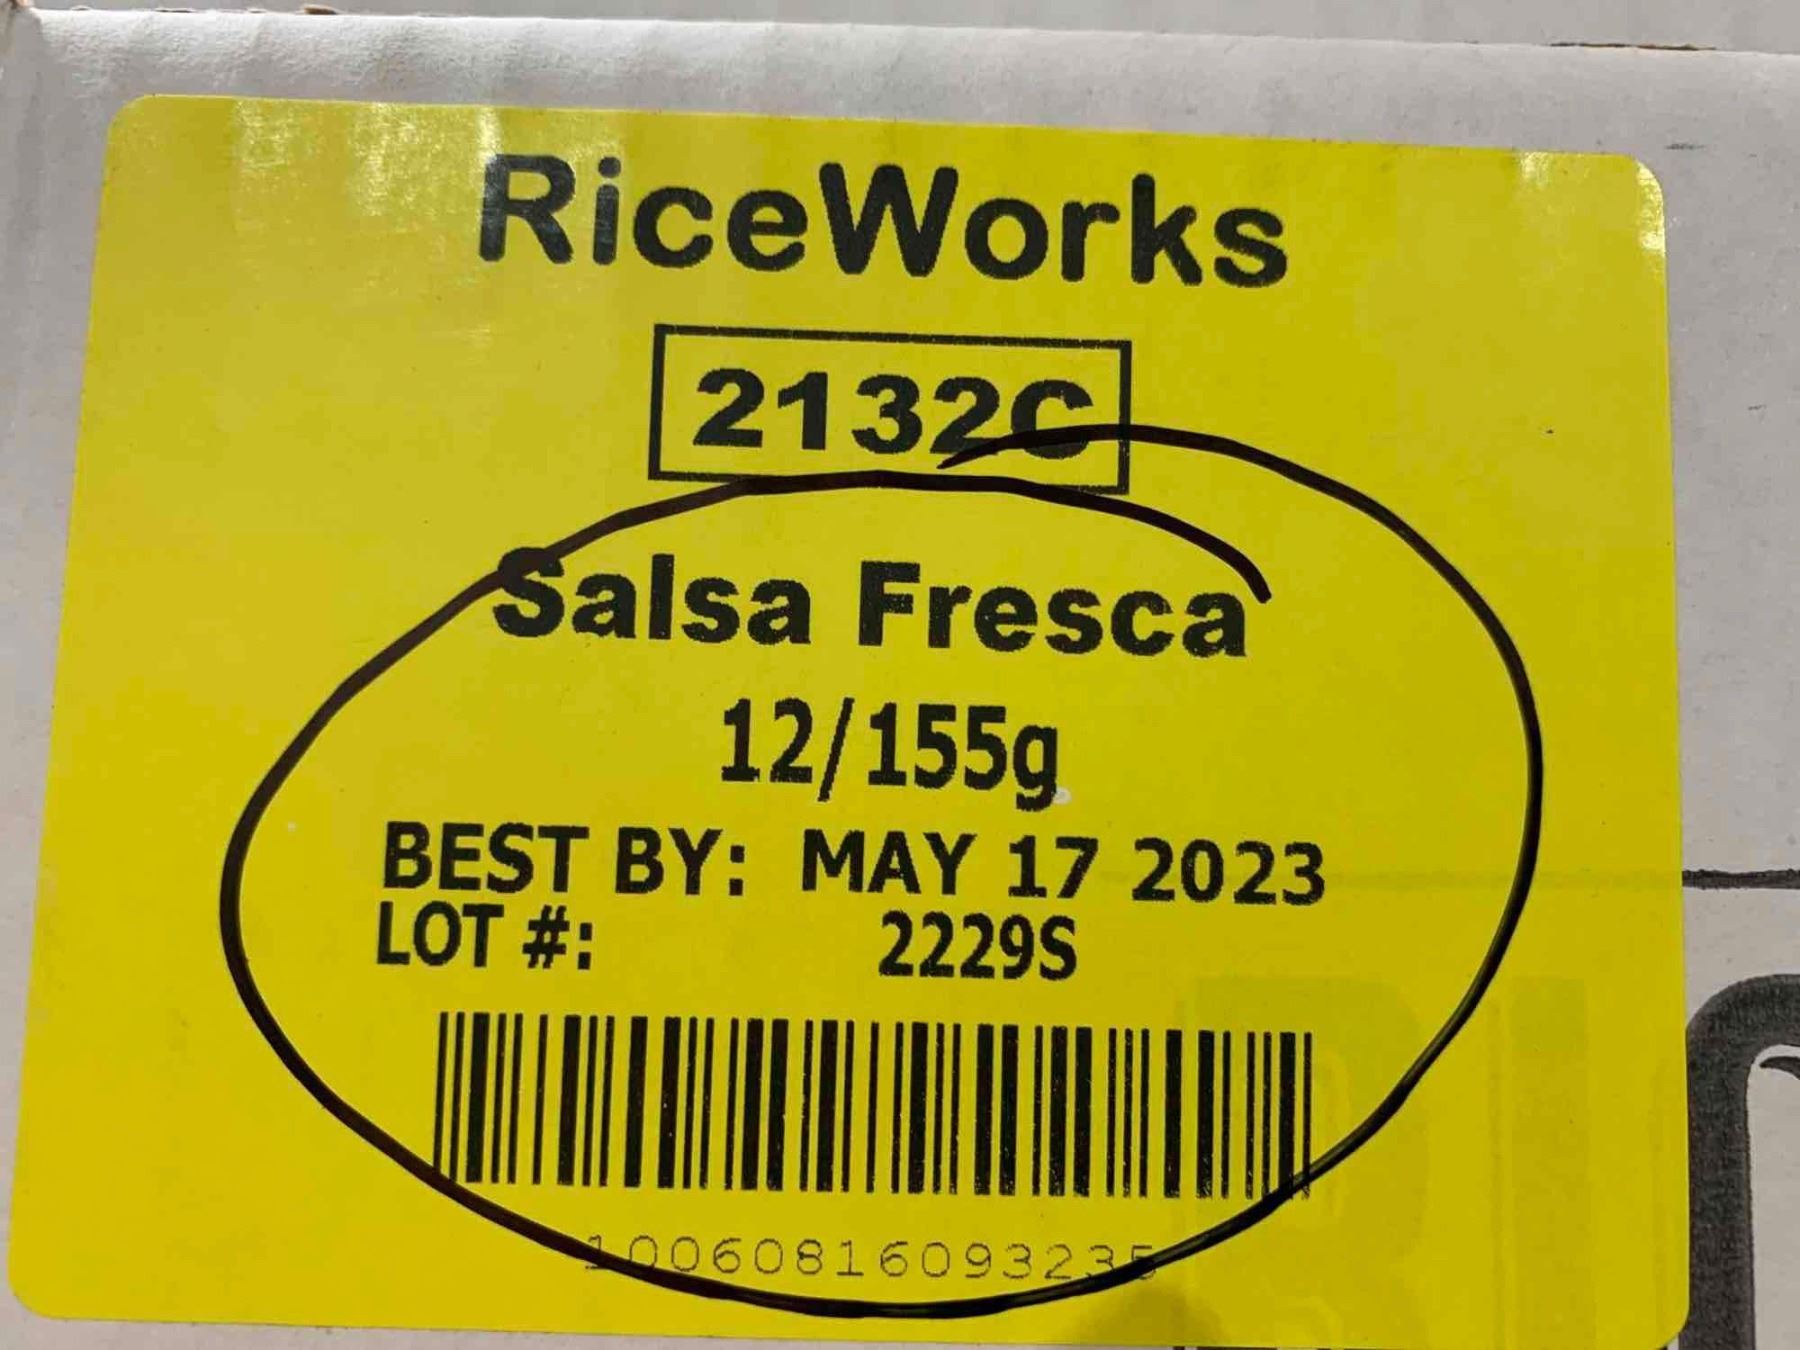 RiceWorks
2132C
Salsa Fresca
12/155g
BEST BY: MAY 17 2023
LOT #: 2229S
10060816093235